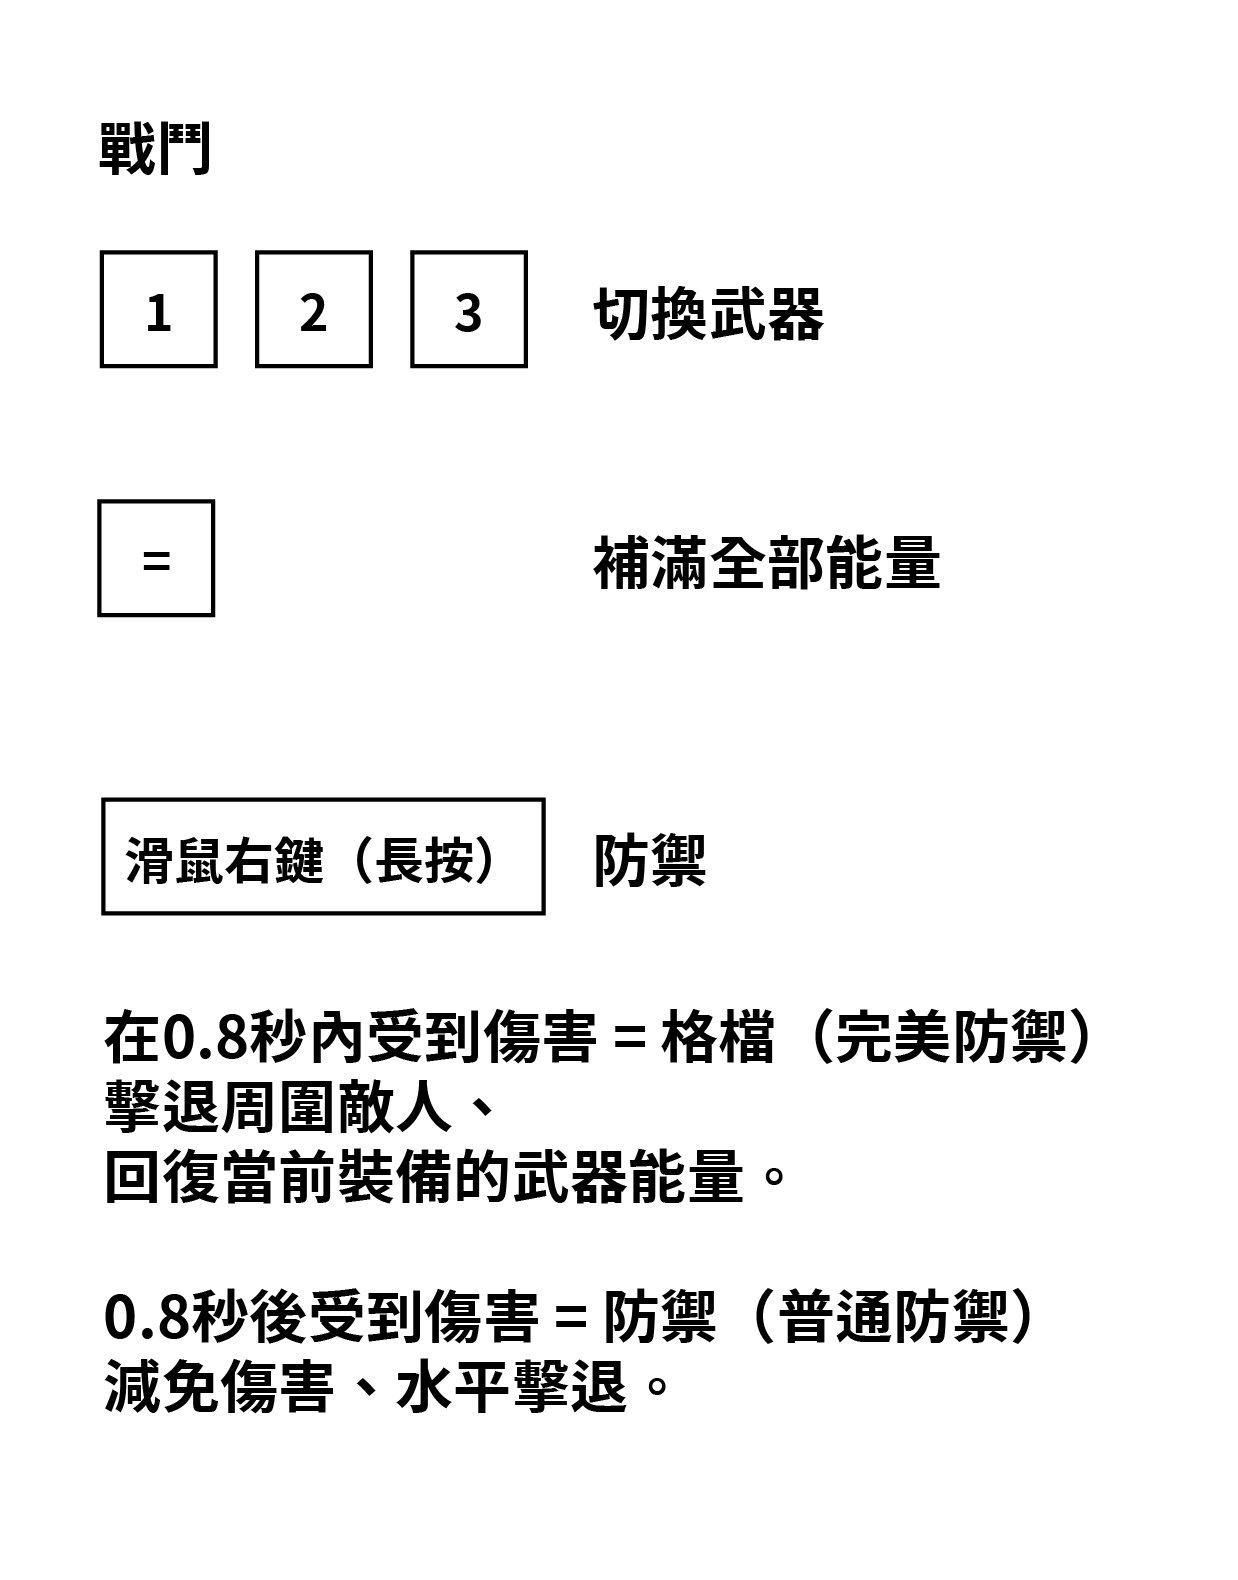 戰鬥
1 2 3 切換武器
= 補滿全部能量
滑鼠右鍵（長按） 防禦
在0.8秒內受到傷害 = 格檔（完美防禦）
擊退周圍敵人、
回復當前裝備的武器能量。
0.8秒後受到傷害 = 防禦（普通防禦）
減免傷害、水平擊退。